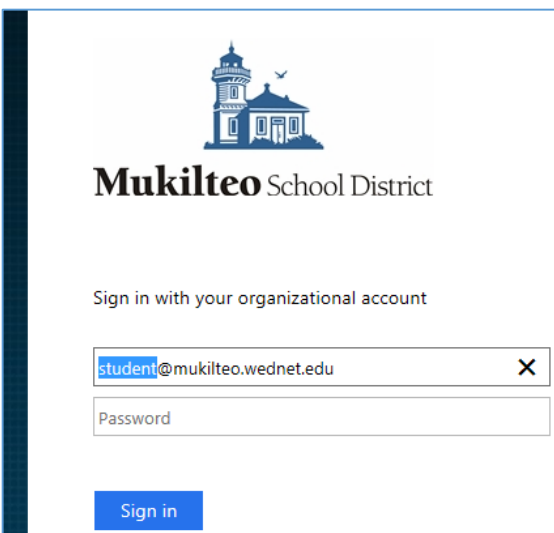 Mukilteo School District
Sign in with your organizational account
student@mukilteo.wednet.edu
Password
Sign in